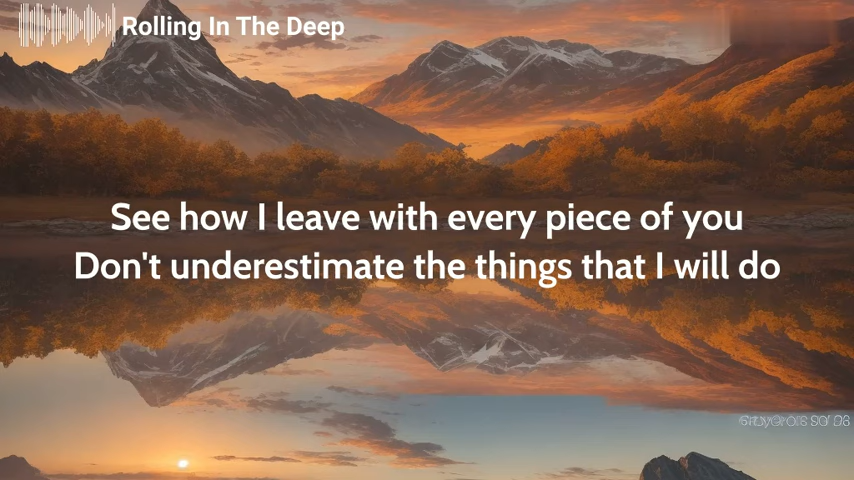 Rolling In The Deep
See how I leave with every piece of you
Don't underestimate the things that I will do